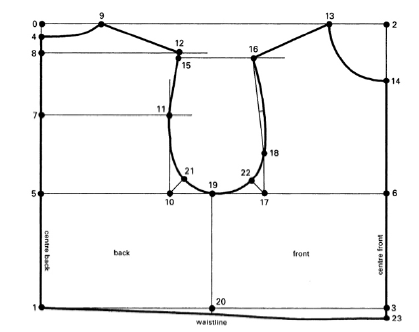 0 9 13 2
4
8 12
15 16
14
7 11
18
21 22
5 10 19 17 6
centre back
back front
centre front
1 20 3
waistline 23